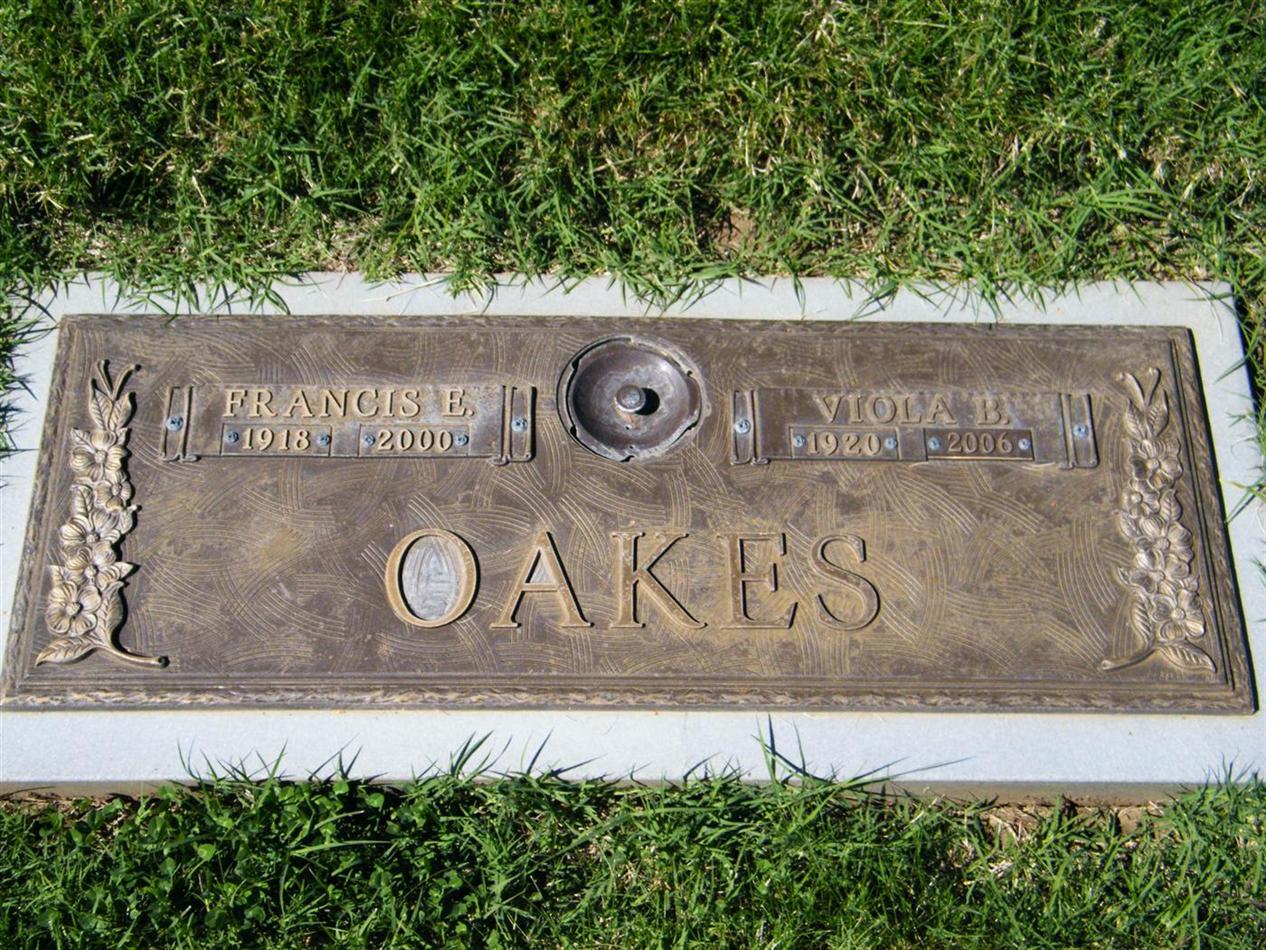 FRANCIS E.
1918 2000
VIOLA B.
1920 2006
OAKES